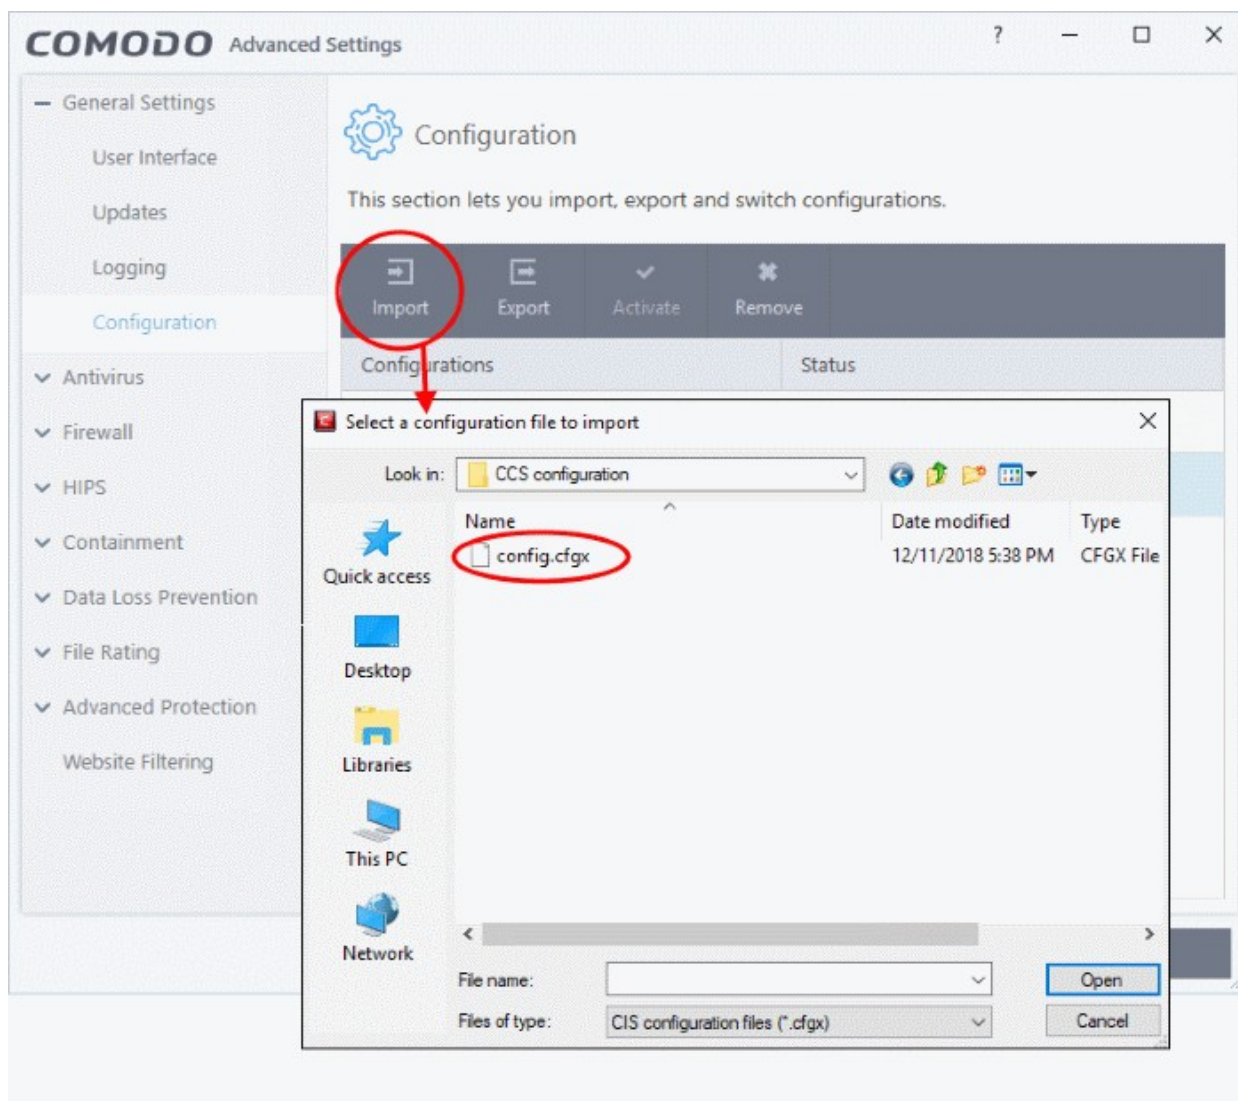 COMODO Advanced Settings ?
General Settings
User Interface
Updates
Logging
Configuration
Antivirus
Firewall
HIPS
Containment
Data Loss Prevention
File Rating
Advanced Protection
Website Filtering
Configuration
This section lets you import, export and switch configurations.
Import Export Activate Remove
Configurations Status
Select a configuration file to import
Look in: CCS configuration
Name Date modified Type
config.cfgx 12/11/2018 5:38 PM CFGX File
Quick access
Desktop
Libraries
This PC
Network
File name: Open
Files of type: CIS configuration files (*.cfgx) Cancel